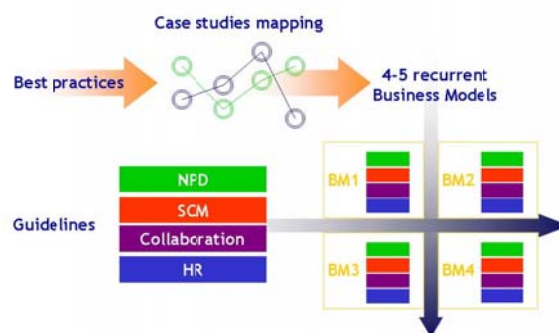 Case studies mapping
Best practices
4-5 recurrent
Business Models
NPD
SCM
Collaboration
HR
Guidelines
BM1
BM2
BM3
BM4